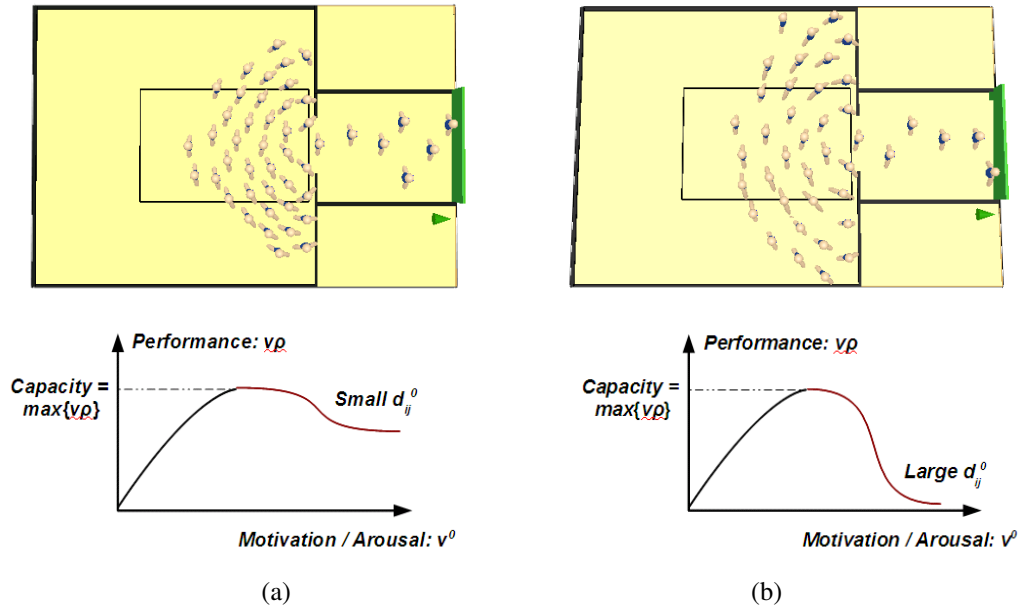 Performance: vρ
Capacity =
max{vρ}
Small d_ij^0
Motivation / Arousal: v^0
(a)
Performance: vρ
Capacity =
max{vρ}
Large d_ij^0
Motivation / Arousal: v^0
(b)